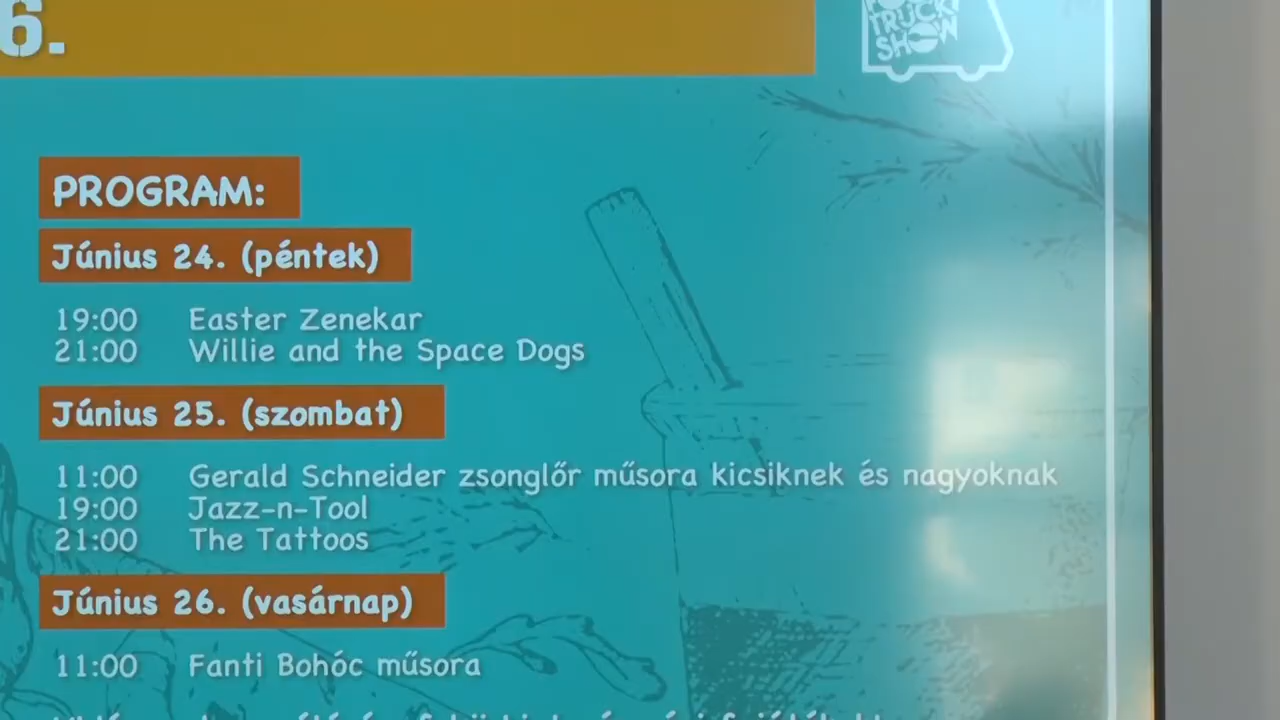 6.
TRUCK
SHOW
PROGRAM:
Június 24. (péntek)
19:00 Easter Zenekar
21:00 Willie and the Space Dogs
Június 25. (szombat)
11:00 Gerald Schneider zsonglőr műsora kicsiknek és nagyoknak
19:00 Jazz-n-Tool
21:00 The Tattoos
Június 26. (vasárnap)
11:00 Fanti Bohóc műsora